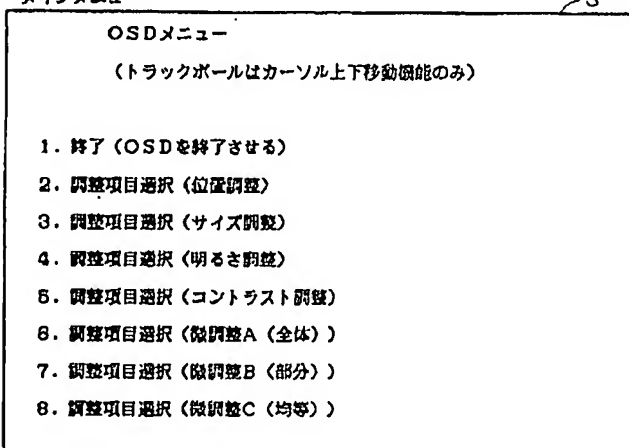 OSDメニュー
(トラックボールはカーソル上下移動機能のみ)
1. 終了(OSDを終了させる)
2. 調整項目選択(位置調整)
3. 調整項目選択(サイズ調整)
4. 調整項目選択(明るさ調整)
5. 調整項目選択(コントラスト調整)
6. 調整項目選択(微調整A(全体))
7. 調整項目選択(微調整B(部分))
8. 調整項目選択(微調整C(均等))